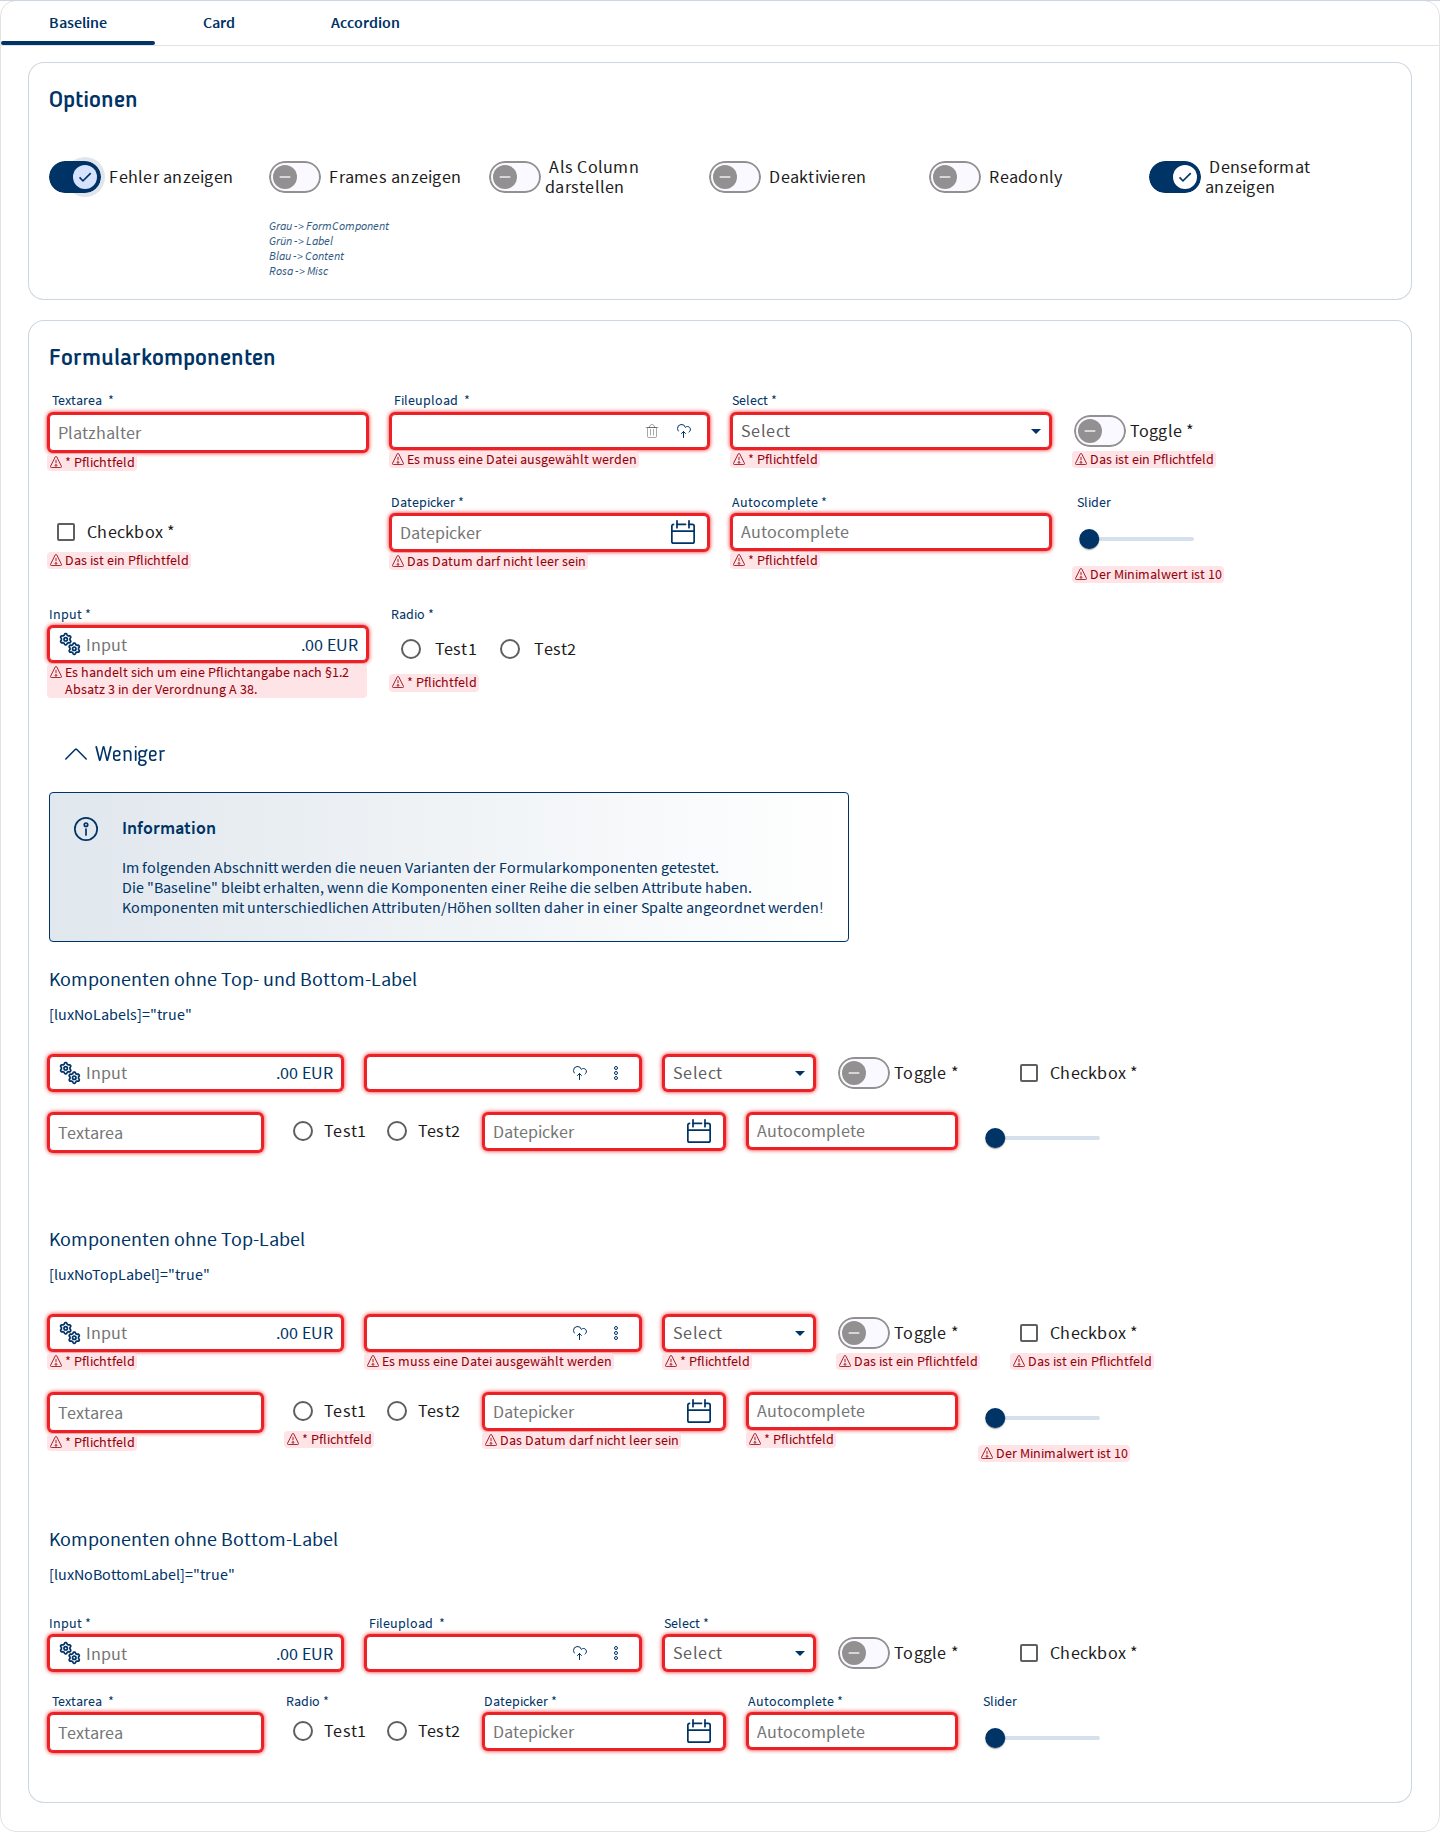 Baseline Card Accordion
Optionen
Fehler anzeigen Frames anzeigen Als Column darstellen Deaktivieren Readonly Denseformat anzeigen
Grau -> FormComponent
Grün -> Label
Blau -> Content
Rosa -> Misc
Formularkomponenten
Textarea * Fileupload * Select *
Platzhalter Select Toggle *
* Pflichtfeld Es muss eine Datei ausgewählt werden * Pflichtfeld Das ist ein Pflichtfeld
Datepicker * Autocomplete * Slider
Checkbox * Datepicker Autocomplete
Das ist ein Pflichtfeld Das Datum darf nicht leer sein * Pflichtfeld
Der Minimalwert ist 10
Input * Radio *
Input .00 EUR Test1 Test2
Es handelt sich um eine Pflichtangabe nach §1.2
Absatz 3 in der Verordnung A 38.
* Pflichtfeld
Weniger
Information
Im folgenden Abschnitt werden die neuen Varianten der Formularkomponenten getestet.
Die "Baseline" bleibt erhalten, wenn die Komponenten einer Reihe die selben Attribute haben.
Komponenten mit unterschiedlichen Attributen/Höhen sollten daher in einer Spalte angeordnet werden!
Komponenten ohne Top- und Bottom-Label
[luxNoLabels]="true"
Input .00 EUR Select Toggle * Checkbox *
Textarea Test1 Test2 Datepicker Autocomplete
Komponenten ohne Top-Label
[luxNoTopLabel]="true"
Input .00 EUR Select Toggle * Checkbox *
* Pflichtfeld Es muss eine Datei ausgewählt werden * Pflichtfeld Das ist ein Pflichtfeld Das ist ein Pflichtfeld
Textarea Test1 Test2 Datepicker Autocomplete
* Pflichtfeld * Pflichtfeld Das Datum darf nicht leer sein * Pflichtfeld
Der Minimalwert ist 10
Komponenten ohne Bottom-Label
[luxNoBottomLabel]="true"
Input * Fileupload * Select *
Input .00 EUR Select Toggle * Checkbox *
Textarea * Radio * Datepicker * Autocomplete * Slider
Textarea Test1 Test2 Datepicker Autocomplete